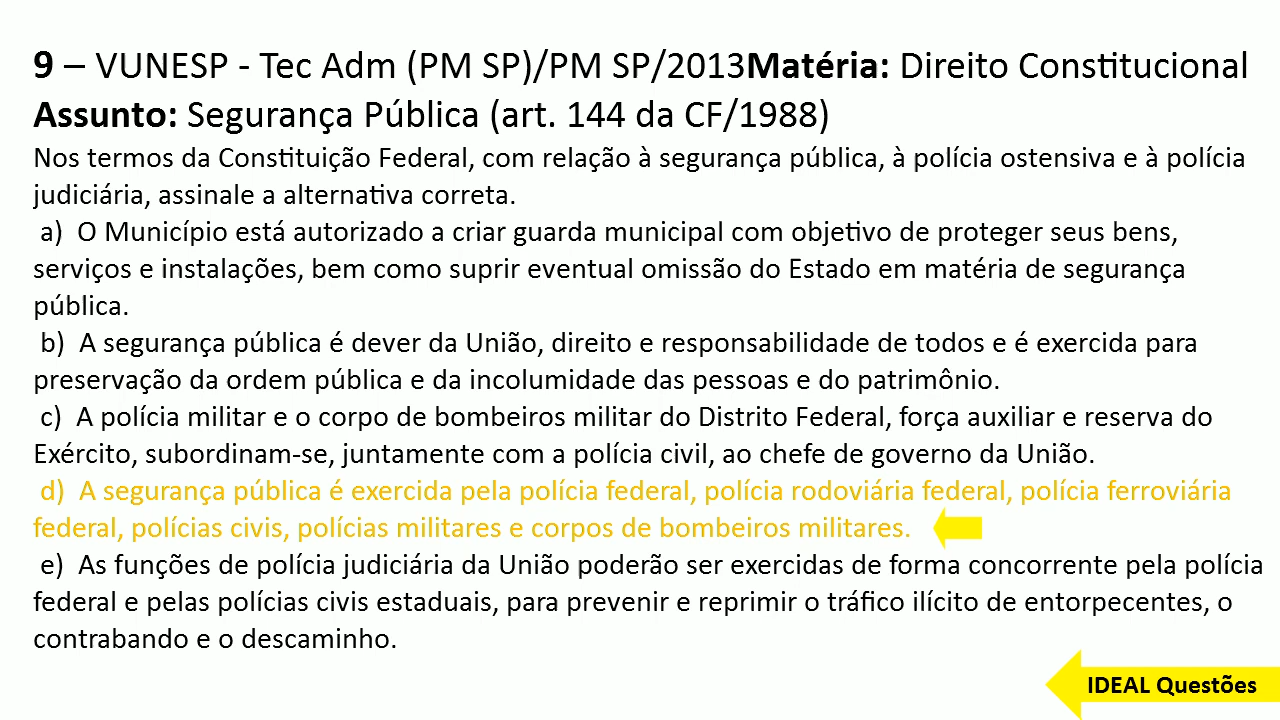 9 – VUNESP - Tec Adm (PM SP)/PM SP/2013Matéria: Direito Constitucional
Assunto: Segurança Pública (art. 144 da CF/1988)
Nos termos da Constituição Federal, com relação à segurança pública, à polícia ostensiva e à polícia
judiciária, assinale a alternativa correta.
a) O Município está autorizado a criar guarda municipal com objetivo de proteger seus bens,
serviços e instalações, bem como suprir eventual omissão do Estado em matéria de segurança
pública.
b) A segurança pública é dever da União, direito e responsabilidade de todos e é exercida para
preservação da ordem pública e da incolumidade das pessoas e do patrimônio.
c) A polícia militar e o corpo de bombeiros militar do Distrito Federal, força auxiliar e reserva do
Exército, subordinam-se, juntamente com a polícia civil, ao chefe de governo da União.
d) A segurança pública é exercida pela polícia federal, polícia rodoviária federal, polícia ferroviária
federal, polícias civis, polícias militares e corpos de bombeiros militares.
e) As funções de polícia judiciária da União poderão ser exercidas de forma concorrente pela polícia
federal e pelas polícias civis estaduais, para prevenir e reprimir o tráfico ilícito de entorpecentes, o
contrabando e o descaminho.
IDEAL Questões